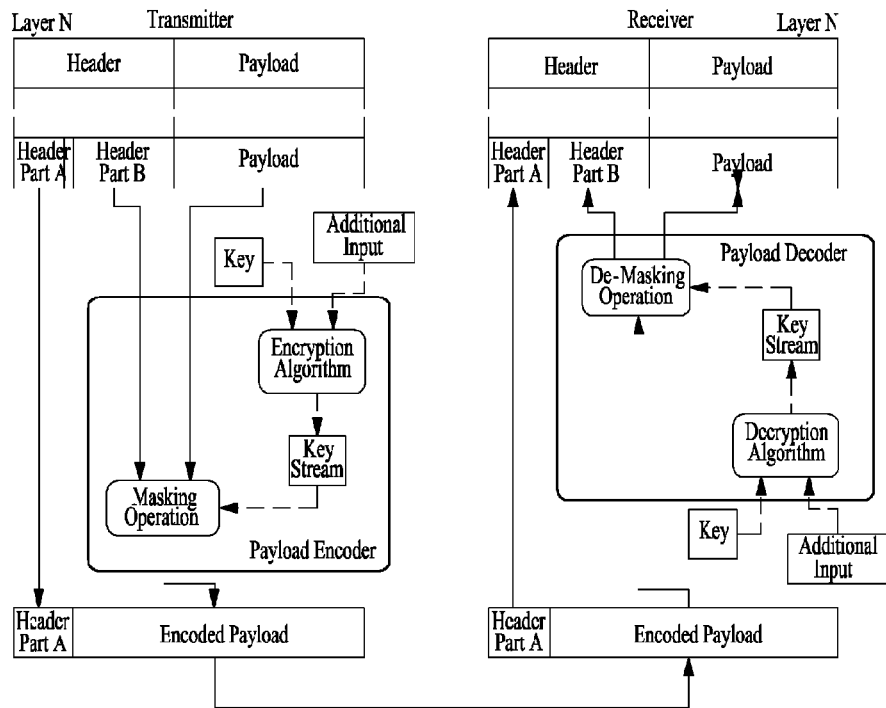 Layer N Transmitter
Header Payload
Header Part A
Header Part B
Payload
Key
Additional Input
Encryption Algorithm
Key Stream
Masking Operation
Payload Encoder
Header Part A
Encoded Payload
Receiver Layer N
Header Payload
Header Part A
Header Part B
Payload
Payload Decoder
De-Masking Operation
Key Stream
Decryption Algorithm
Key
Additional Input
Header Part A
Encoded Payload